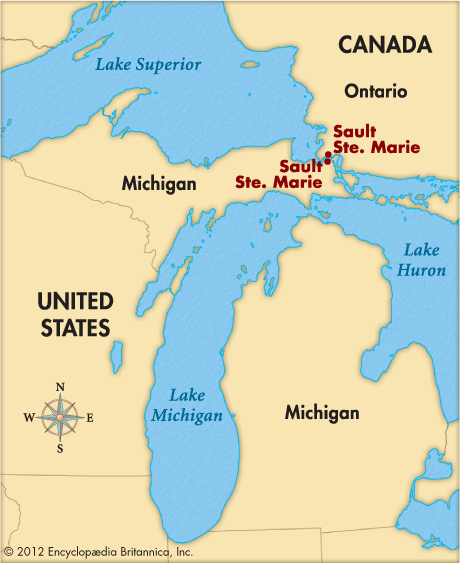 CANADA
Lake Superior
Ontario
Sault
Ste. Marie
Sault
Ste. Marie
Michigan
Lake
Huron
UNITED
STATES
N
W
E
S
Lake
Michigan
Michigan
© 2012 Encyclopædia Britannica, Inc.